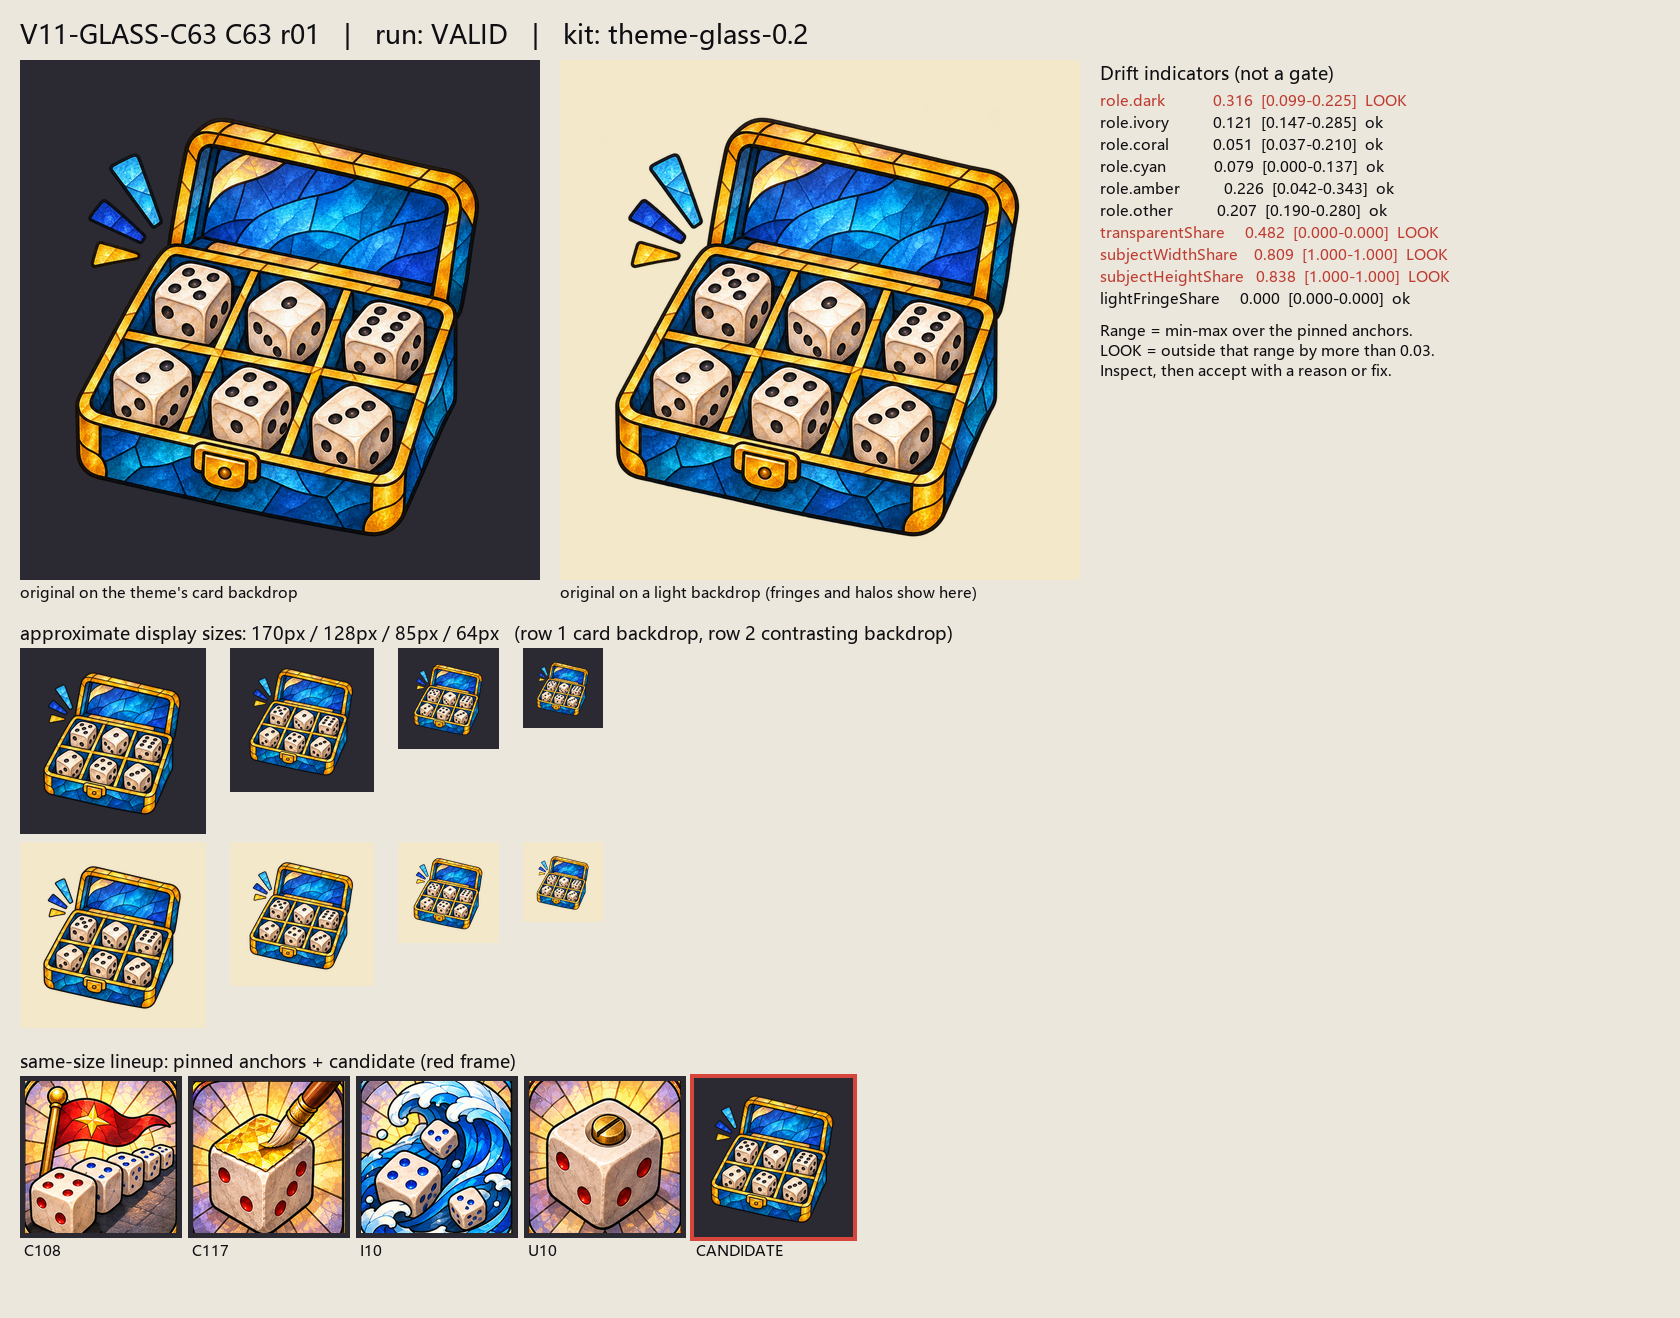 V11-GLASS-C63 C63 r01 | run: VALID | kit: theme-glass-0.2
Drift indicators (not a gate)
role.dark 0.316 [0.099-0.225] LOOK
role.ivory 0.121 [0.147-0.285] ok
role.coral 0.051 [0.037-0.210] ok
role.cyan 0.079 [0.000-0.137] ok
role.amber 0.226 [0.042-0.343] ok
role.other 0.207 [0.190-0.280] ok
transparentShare 0.482 [0.000-0.000] LOOK
subjectWidthShare 0.809 [1.000-1.000] LOOK
subjectHeightShare 0.838 [1.000-1.000] LOOK
lightFringeShare 0.000 [0.000-0.000] ok
Range = min-max over the pinned anchors.
LOOK = outside that range by more than 0.03.
Inspect, then accept with a reason or fix.
original on the theme's card backdrop
original on a light backdrop (fringes and halos show here)
approximate display sizes: 170px / 128px / 85px / 64px (row 1 card backdrop, row 2 contrasting backdrop)
same-size lineup: pinned anchors + candidate (red frame)
C108
C117
I10
U10
CANDIDATE